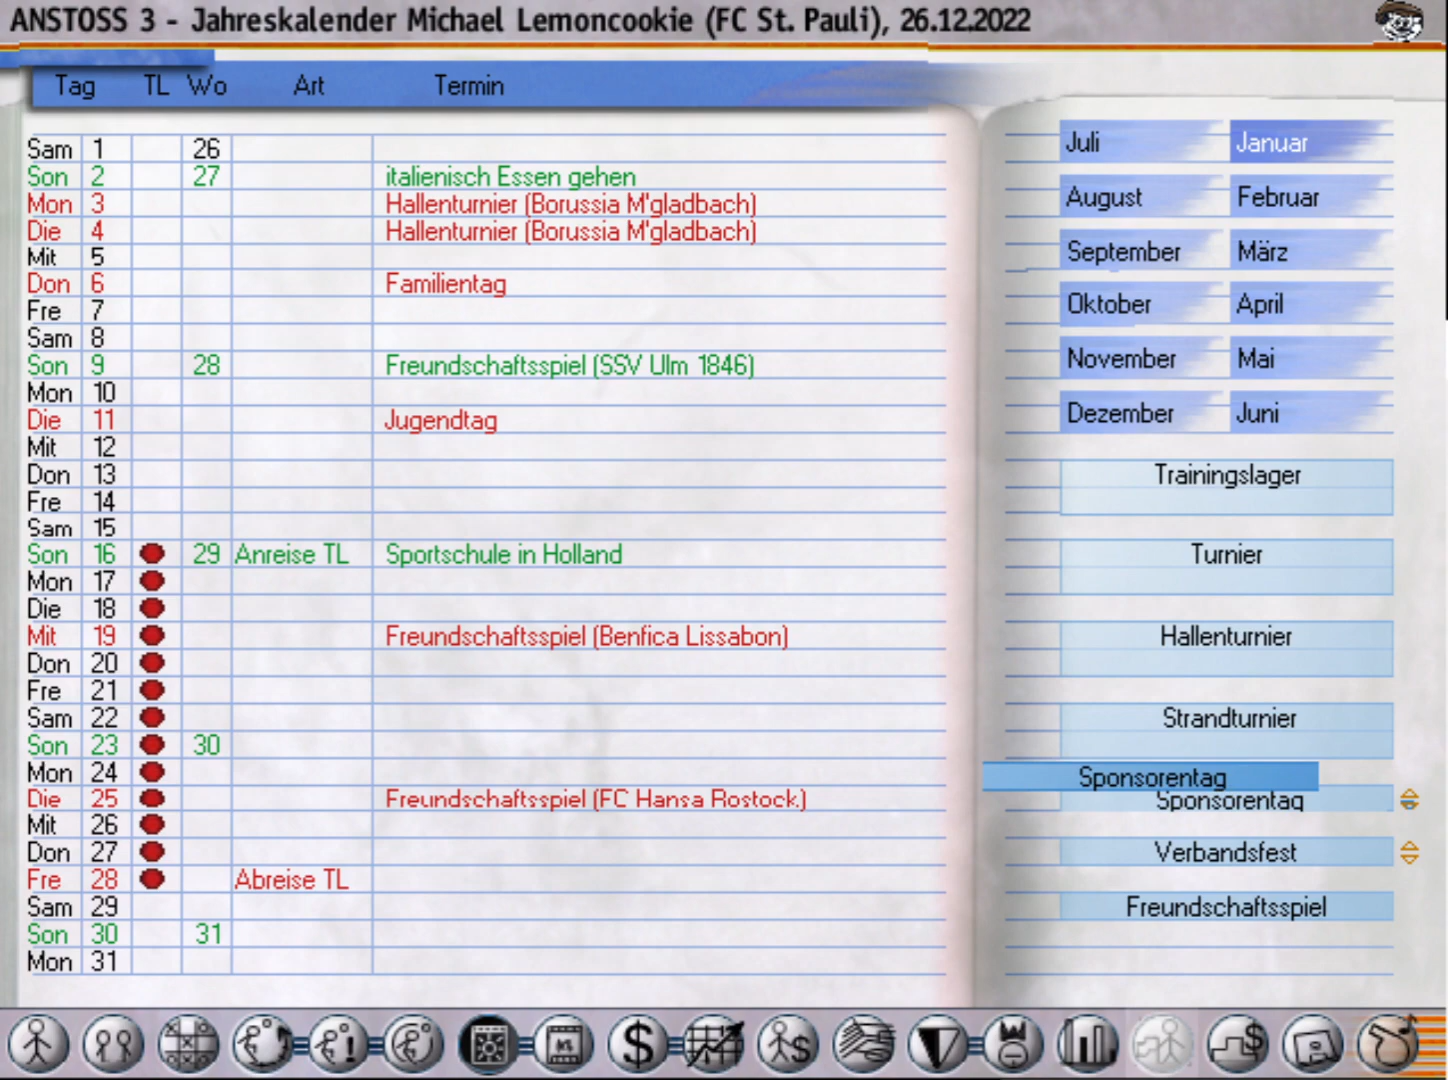 ANSTOSS 3 - Jahreskalender Michael Lemoncookie (FC St. Pauli), 26.12.2022
Tag TL Wo Art Termin
Sam 1 26
Son 2 27 italienisch Essen gehen
Mon 3 Hallenturnier (Borussia M'gladbach)
Die 4 Hallenturnier (Borussia M'gladbach)
Mit 5
Don 6 Familientag
Fre 7
Sam 8
Son 9 28 Freundschaftsspiel (SSV Ulm 1846)
Mon 10
Die 11 Jugendtag
Mit 12
Don 13
Fre 14
Sam 15
Son 16 29 Anreise TL Sportschule in Holland
Mon 17
Die 18
Mit 19 Freundschaftsspiel (Benfica Lissabon)
Don 20
Fre 21
Sam 22
Son 23 30
Mon 24
Die 25 Freundschaftsspiel (FC Hansa Rostock)
Mit 26
Don 27
Fre 28 Abreise TL
Sam 29
Son 30 31
Mon 31
Juli Januar
August Februar
September März
Oktober April
November Mai
Dezember Juni
Trainingslager
Turnier
Hallenturnier
Strandturnier
Sponsorentag
Sponsorentag
Verbandsfest
Freundschaftsspiel